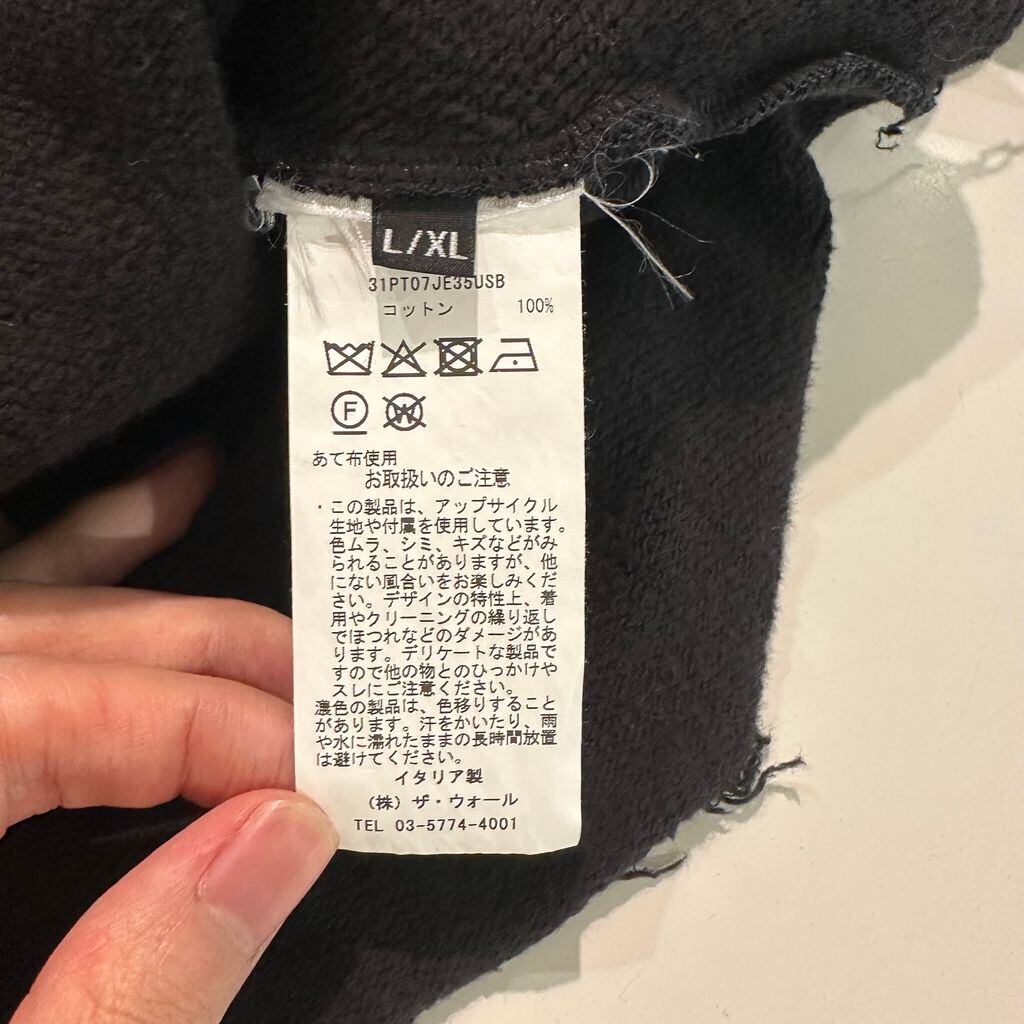 L/XL
31PT07JE35USB
コットン 100%
F
W
あて布使用
お取扱いのご注意
・この製品は、アップサイクル
生地や付属を使用しています。
色ムラ、シミ、キズなどがみ
られることがありますが、他
にない風合いをお楽しみくだ
さい。デザインの特性上、着
用やクリーニングの繰り返し
でほつれなどのダメージがあ
ります。デリケートな製品で
すので他の物とのひっかけや
スレにご注意ください。
濃色の製品は、色移りすること
があります。汗をかいたり、雨
や水に濡れたままの長時間放置
は避けてください。
イタリア製
（株）ザ・ウォール
TEL 03-5774-4001